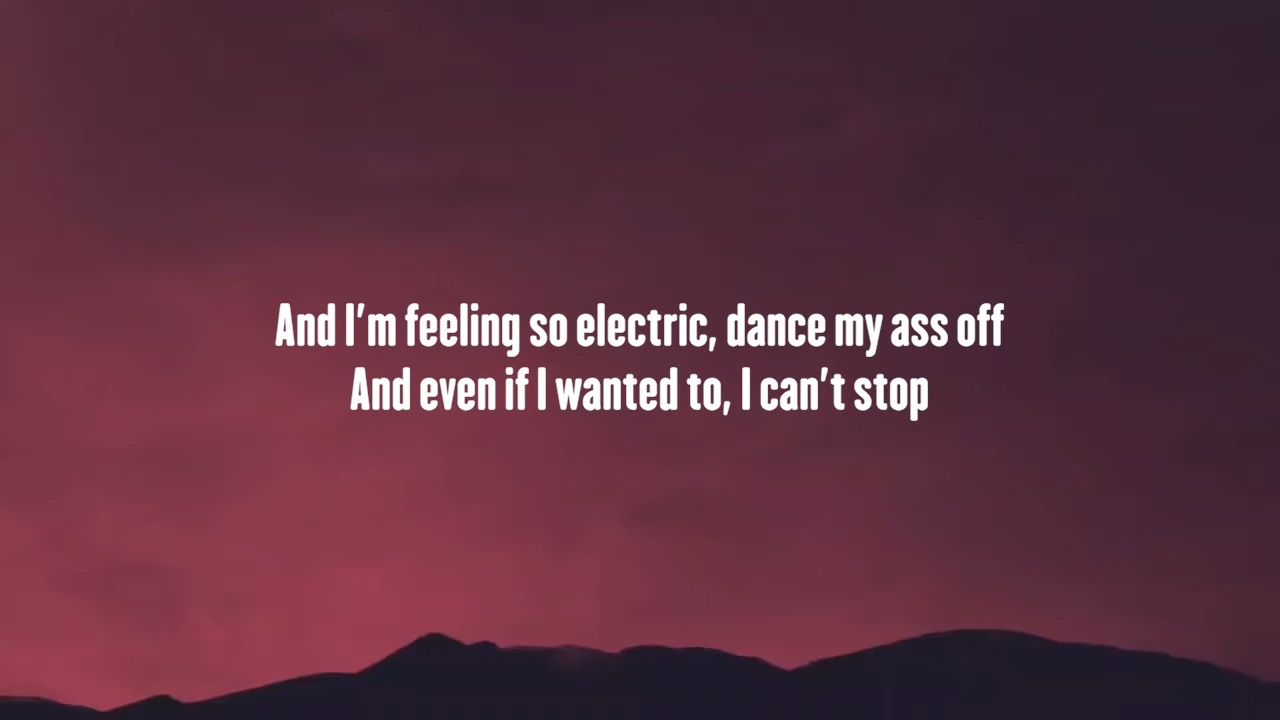 And I'm feeling so electric, dance my ass off
And even if I wanted to, I can't stop